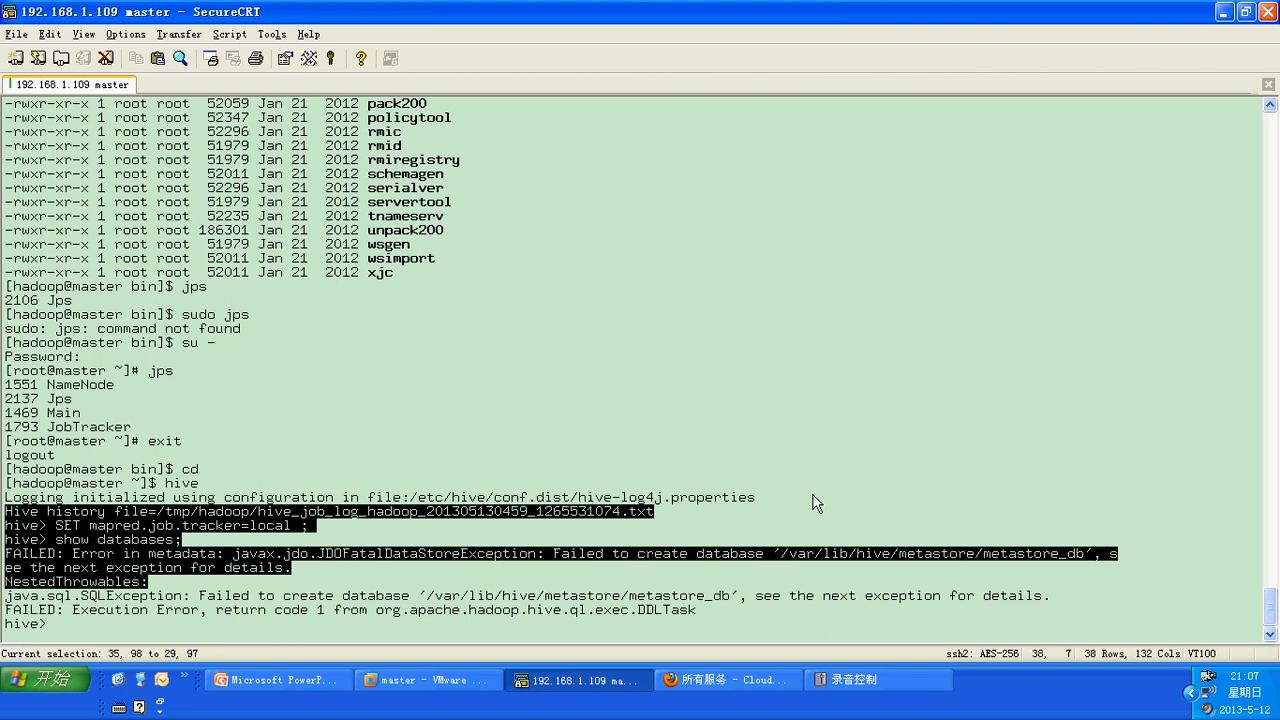 192.168.1.109 master - SecureCRT
File Edit View Options Transfer Script Tools Help
192.168.1.109 master
-rwxr-xr-x 1 root root  52059 Jan 21  2012 pack200
-rwxr-xr-x 1 root root  52347 Jan 21  2012 policytool
-rwxr-xr-x 1 root root  52296 Jan 21  2012 rmic
-rwxr-xr-x 1 root root  51979 Jan 21  2012 rmid
-rwxr-xr-x 1 root root  51979 Jan 21  2012 rmiregistry
-rwxr-xr-x 1 root root  52011 Jan 21  2012 schemagen
-rwxr-xr-x 1 root root  52296 Jan 21  2012 serialver
-rwxr-xr-x 1 root root  51979 Jan 21  2012 servertool
-rwxr-xr-x 1 root root  52235 Jan 21  2012 tnameserv
-rwxr-xr-x 1 root root 186301 Jan 21  2012 unpack200
-rwxr-xr-x 1 root root  51979 Jan 21  2012 wsgen
-rwxr-xr-x 1 root root  52011 Jan 21  2012 wsimport
-rwxr-xr-x 1 root root  52011 Jan 21  2012 xjc
[hadoop@master bin]$ jps
2106 Jps
[hadoop@master bin]$ sudo jps
sudo: jps: command not found
[hadoop@master bin]$ su -
Password:
[root@master ~]# jps
1551 NameNode
2137 Jps
1469 Main
1793 JobTracker
[root@master ~]# exit
logout
[hadoop@master bin]$ cd
[hadoop@master ~]$ hive
Logging initialized using configuration in file:/etc/hive/conf.dist/hive-log4j.properties
Hive history file=/tmp/hadoop/hive_job_log_hadoop_201305130459_1265531074.txt
hive> SET mapred.job.tracker=local ;
hive> show databases;
FAILED: Error in metadata: javax.jdo.JDOFatalDataStoreException: Failed to create database '/var/lib/hive/metastore/metastore_db', s
ee the next exception for details.
NestedThrowables:
java.sql.SQLException: Failed to create database '/var/lib/hive/metastore/metastore_db', see the next exception for details.
FAILED: Execution Error, return code 1 from org.apache.hadoop.hive.ql.exec.DDLTask
hive>
Current selection: 35, 98 to 29, 97 ssh2: AES-256 38, 7 38 Rows, 132 Cols VT100
开始 Microsoft PowerP... master - VMware ... 192.168.1.109 ma... 所有服务 - Cloud... 录音控制 21:07
星期日
2013-5-12